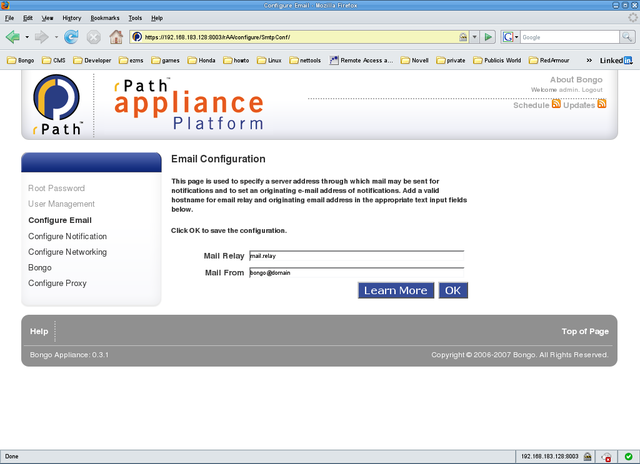 Configure Email - Mozilla Firefox
File Edit View History Bookmarks Tools Help
https://192.168.183.128:8003/rAA/configure/SmtpConf/
Google
Bongo CMS Developer ezms games Honda howto Linux nettools Remote Access a... Novell private Publicis World RedArmour » LinkedIn
rPath
rPath™
appliance
Platform
About Bongo
Welcome admin. Logout
Schedule Updates
Root Password
User Management
Configure Email
Configure Notification
Configure Networking
Bongo
Configure Proxy
Email Configuration
This page is used to specify a server address through which mail may be sent for
notifications and to set an originating e-mail address of notifications. Add a valid
hostname for email relay and originating email address in the appropriate text input fields
below.
Click OK to save the configuration.
Mail Relay mail.relay
Mail From bongo@domain
Learn More OK
Help Top of Page
Bongo Appliance: 0.3.1 Copyright © 2006-2007 Bongo. All Rights Reserved.
Done 192.168.183.128:8003